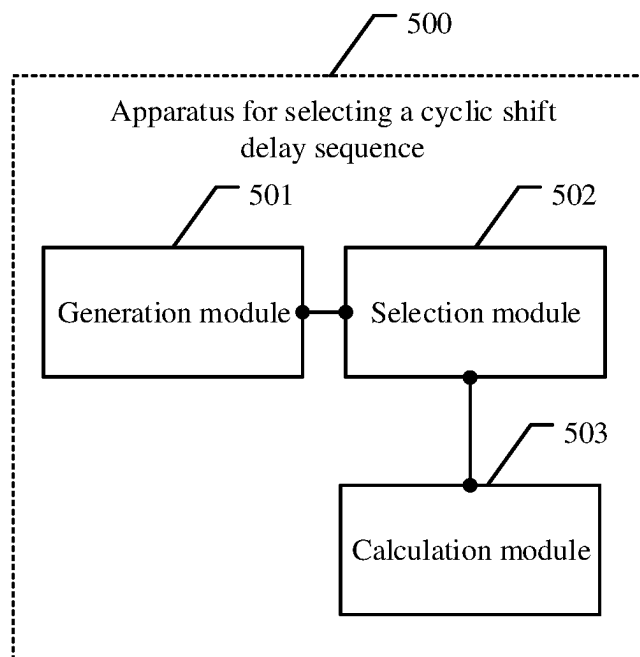 500
Apparatus for selecting a cyclic shift
delay sequence
501
502
Generation module
Selection module
503
Calculation module